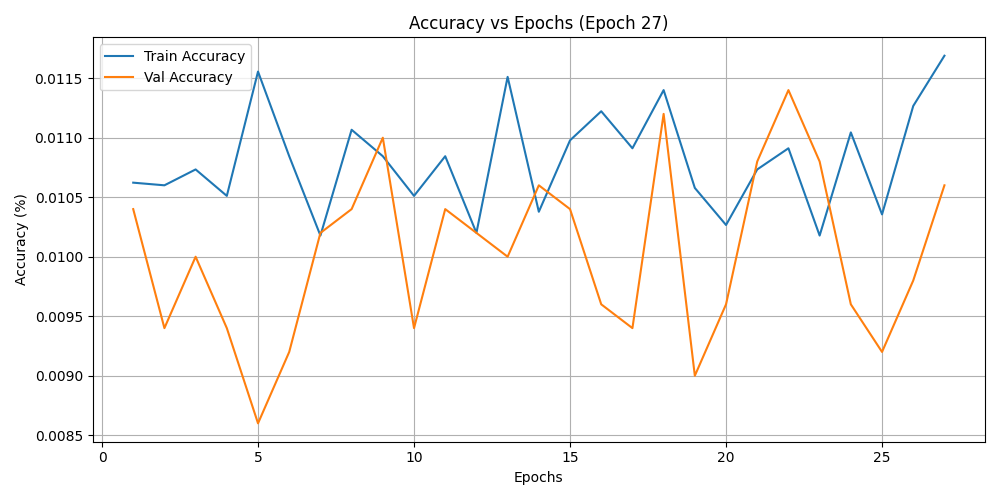 Accuracy vs Epochs (Epoch 27)
Train Accuracy
Val Accuracy
0.0115
0.0110
0.0105
0.0100
0.0095
0.0090
0.0085
Accuracy (%)
0 5 10 15 20 25
Epochs